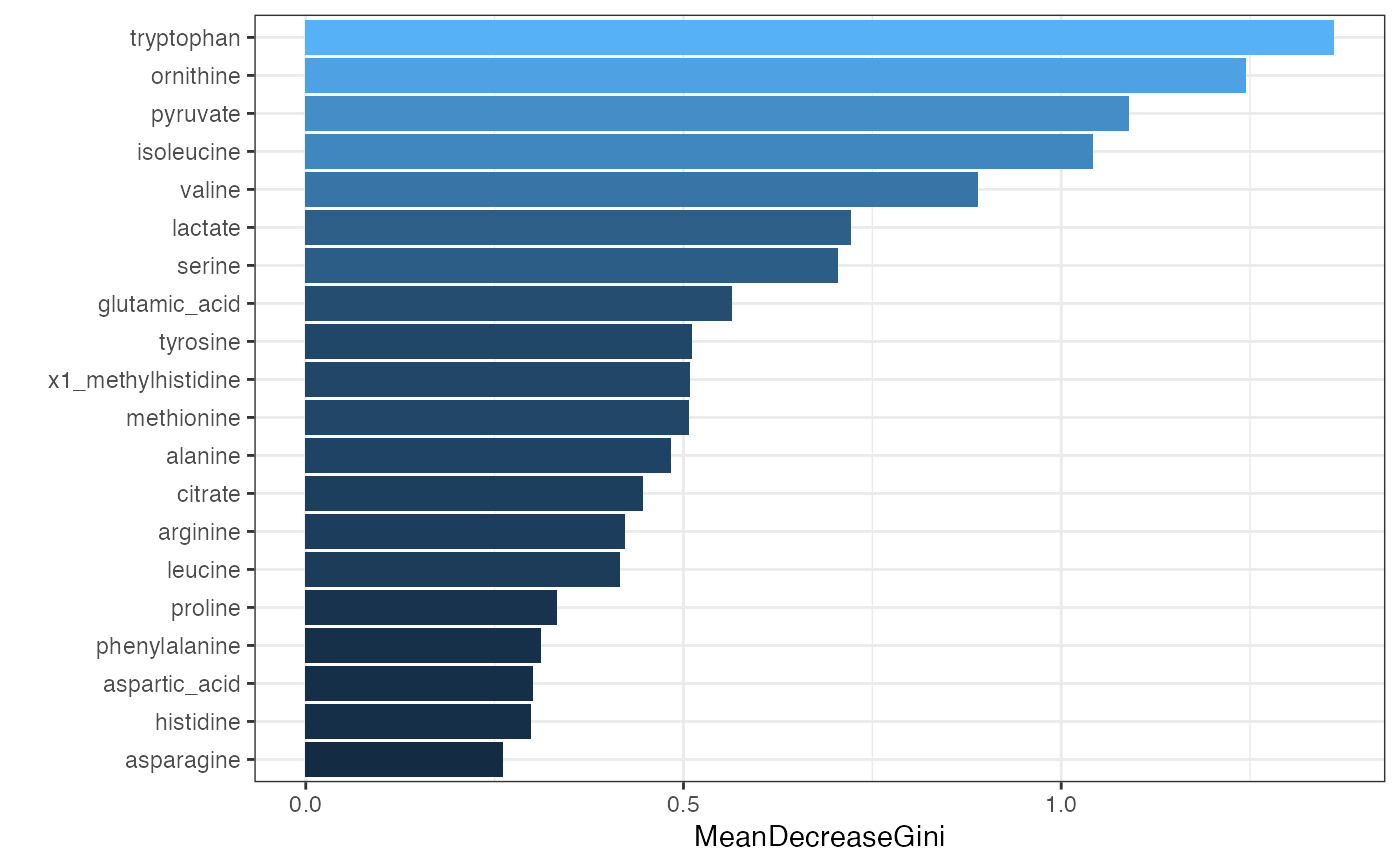 tryptophan
ornithine
pyruvate
isoleucine
valine
lactate
serine
glutamic_acid
tyrosine
x1_methylhistidine
methionine
alanine
citrate
arginine
leucine
proline
phenylalanine
aspartic_acid
histidine
asparagine
0.0 0.5 1.0
MeanDecreaseGini